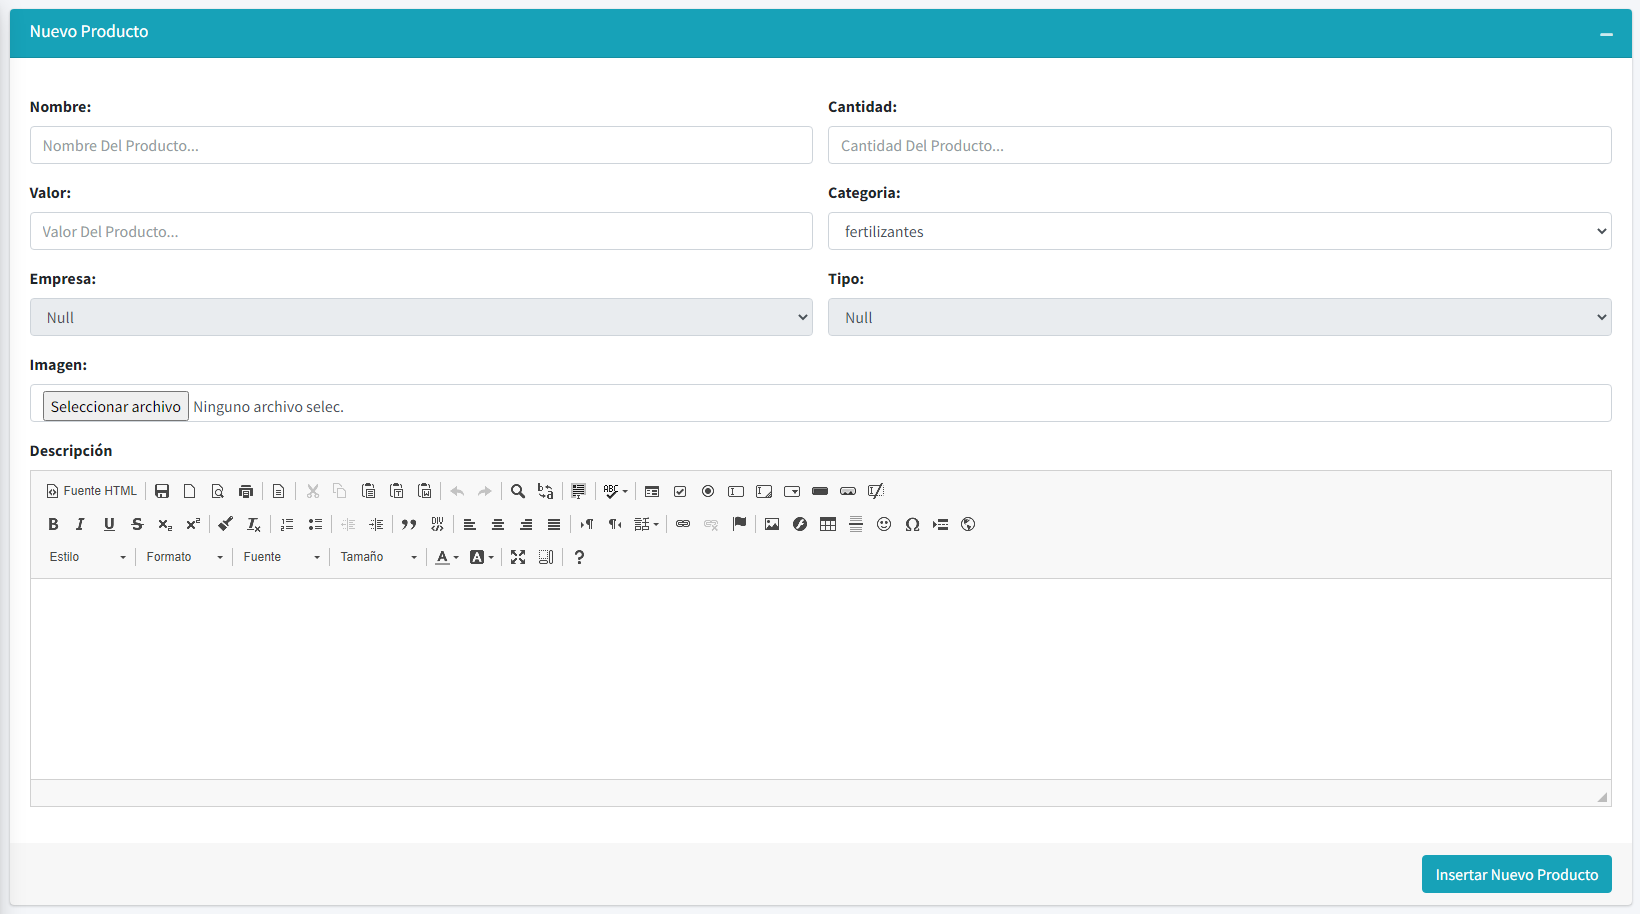 Nuevo Producto
Nombre: Cantidad:
Nombre Del Producto... Cantidad Del Producto...
Valor: Categoria:
Valor Del Producto... fertilizantes
Empresa: Tipo:
Null Null
Imagen:
Seleccionar archivo Ninguno archivo selec.
Descripción
Fuente HTML
Estilo Formato Fuente Tamaño
Insertar Nuevo Producto